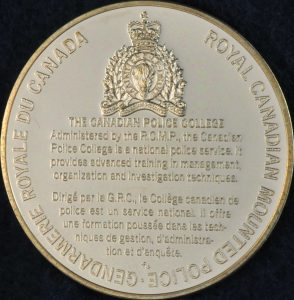 GENDARMERIE ROYALE DU CANADA
ROYAL CANADIAN MOUNTED POLICE
THE CANADIAN POLICE COLLEGE
Administered by the R.C.M.P., the Canadian
Police College is a national police service. It
provides advanced training in management,
organization and investigation techniques.
Dirigé par la G.R.C., le Collège canadien de
police est un service national. Il offre
une formation poussée dans les tech-
niques de gestion, d'administra-
tion et d'enquête.